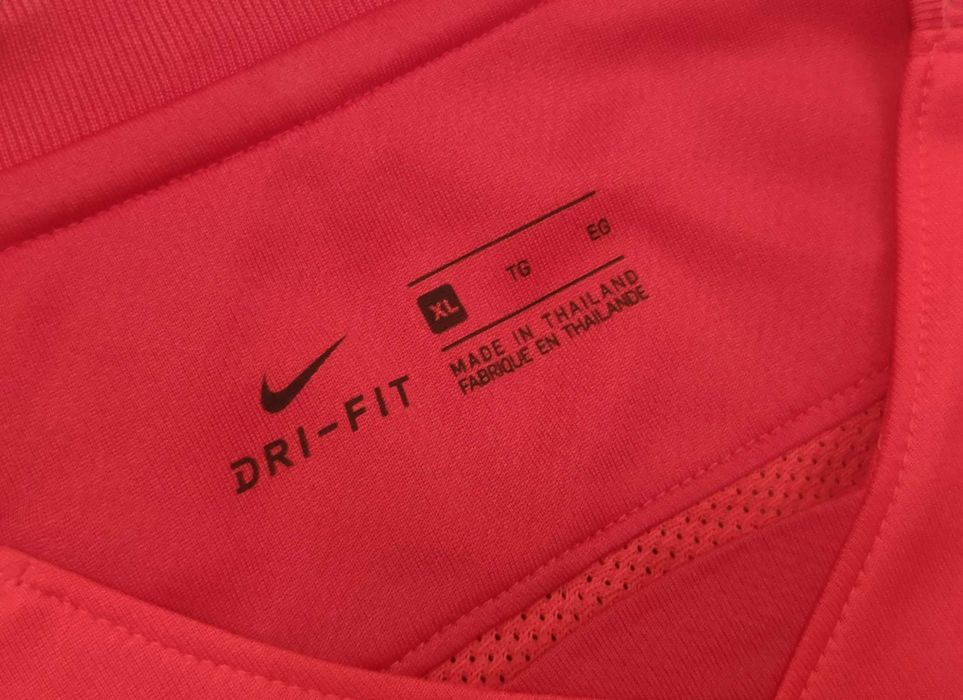 XL TG EG
MADE IN THAILAND
FABRIQUE EN THAILANDE
DRI-FIT